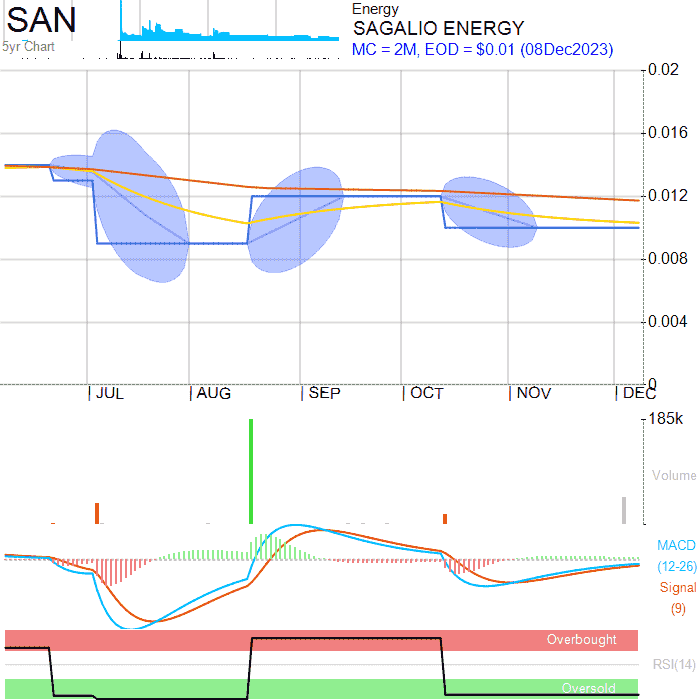 SAN
5yr Chart
Energy
SAGALIO ENERGY
MC = 2M, EOD = $0.01 (08Dec2023)
0.02
0.016
0.012
0.008
0.004
0
JUL AUG SEP OCT NOV DEC
185k
Volume
MACD
(12-26)
Signal
(9)
Overbought
RSI(14)
Oversold